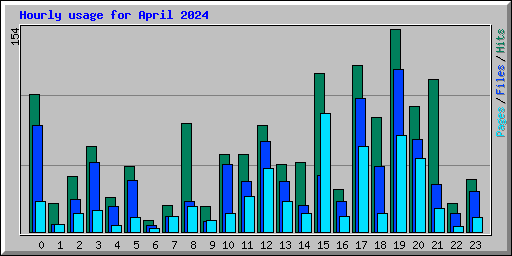 Hourly usage for April 2024
154
Pages / Files / Hits
0 1 2 3 4 5 6 7 8 9 10 11 12 13 14 15 16 17 18 19 20 21 22 23